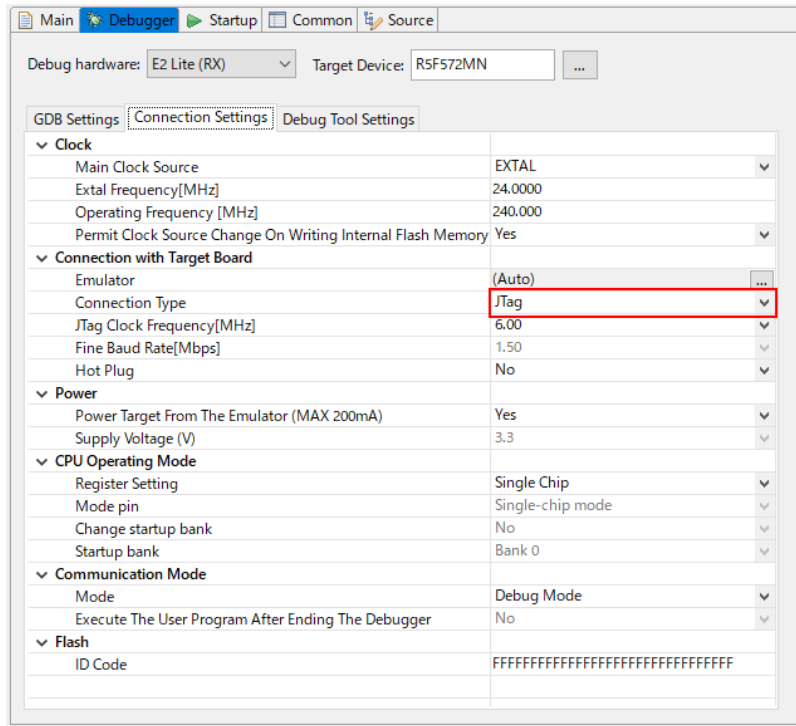 Main Debugger Startup Common Source
Debug hardware: E2 Lite (RX) Target Device: R5F572MN ...
GDB Settings Connection Settings Debug Tool Settings
Clock
Main Clock Source EXTAL
Extal Frequency[MHz] 24.0000
Operating Frequency [MHz] 240.000
Permit Clock Source Change On Writing Internal Flash Memory Yes
Connection with Target Board
Emulator (Auto) ...
Connection Type JTag
JTag Clock Frequency[MHz] 6.00
Fine Baud Rate[Mbps] 1.50
Hot Plug No
Power
Power Target From The Emulator (MAX 200mA) Yes
Supply Voltage (V) 3.3
CPU Operating Mode
Register Setting Single Chip
Mode pin Single-chip mode
Change startup bank No
Startup bank Bank 0
Communication Mode
Mode Debug Mode
Execute The User Program After Ending The Debugger No
Flash
ID Code FFFFFFFFFFFFFFFFFFFFFFFFFFFFFFFF